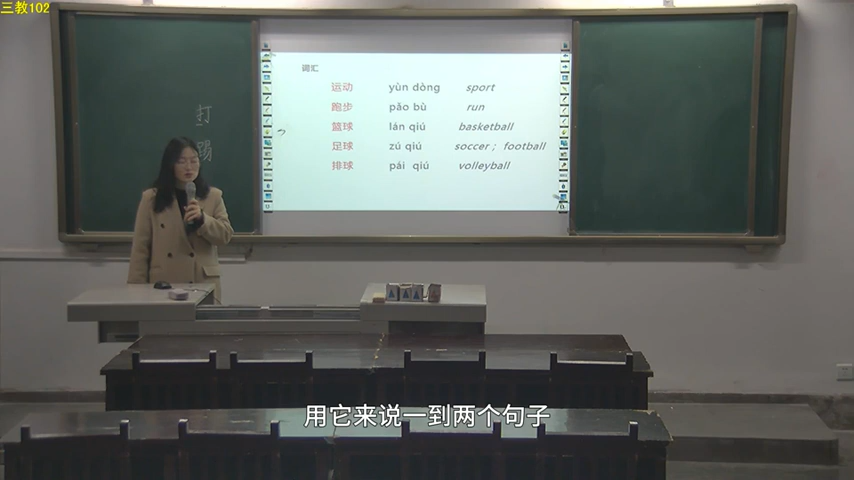 三教102
词汇
运动 yùn dòng sport
跑步 pǎo bù run
篮球 lán qiú basketball
足球 zú qiú soccer； football
排球 pái qiú volleyball
打
踢
用它来说一到两个句子